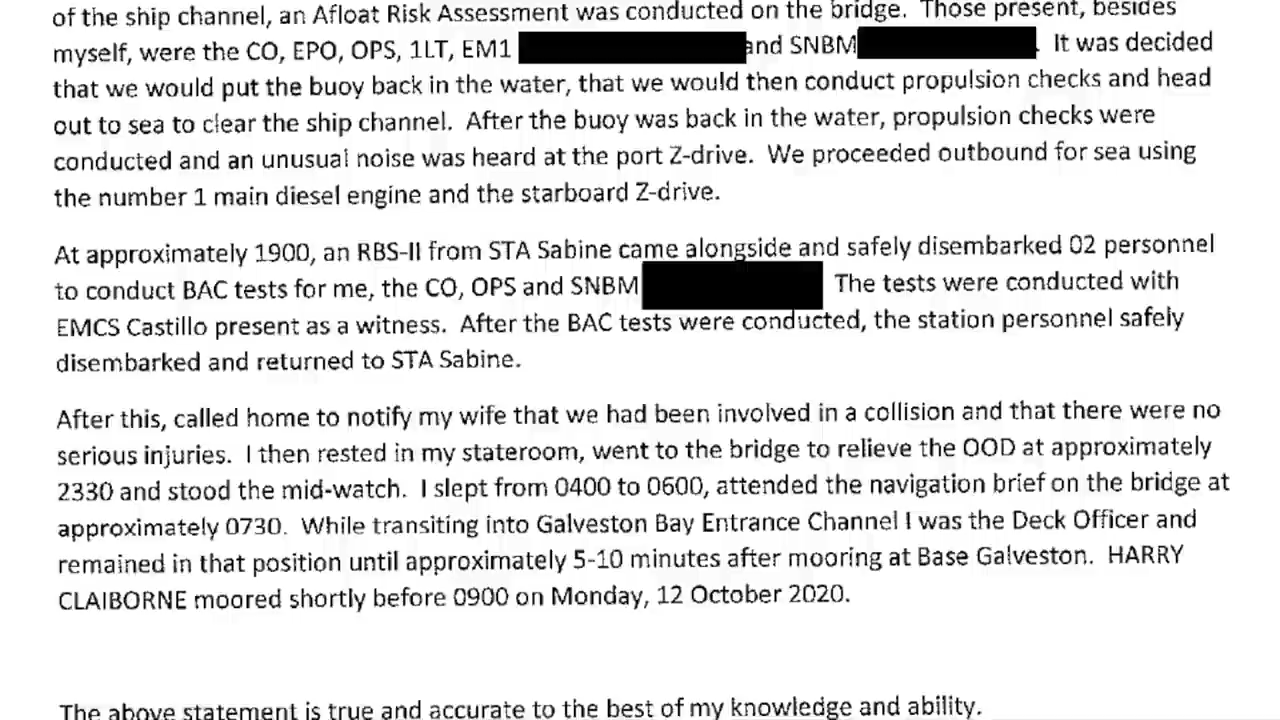 of the ship channel, an Afloat Risk Assessment was conducted on the bridge. Those present, besides
myself, were the CO, EPO, OPS, 1LT, EM1 and SNBM. It was decided
that we would put the buoy back in the water, that we would then conduct propulsion checks and head
out to sea to clear the ship channel. After the buoy was back in the water, propulsion checks were
conducted and an unusual noise was heard at the port Z-drive. We proceeded outbound for sea using
the number 1 main diesel engine and the starboard Z-drive.
At approximately 1900, an RBS-II from STA Sabine came alongside and safely disembarked 02 personnel
to conduct BAC tests for me, the CO, OPS and SNBM The tests were conducted with
EMCS Castillo present as a witness. After the BAC tests were conducted, the station personnel safely
disembarked and returned to STA Sabine.
After this, called home to notify my wife that we had been involved in a collision and that there were no
serious injuries. I then rested in my stateroom, went to the bridge to relieve the OOD at approximately
2330 and stood the mid-watch. I slept from 0400 to 0600, attended the navigation brief on the bridge at
approximately 0730. While transiting into Galveston Bay Entrance Channel I was the Deck Officer and
remained in that position until approximately 5-10 minutes after mooring at Base Galveston. HARRY
CLAIBORNE moored shortly before 0900 on Monday, 12 October 2020.
The above statement is true and accurate to the best of my knowledge and ability.